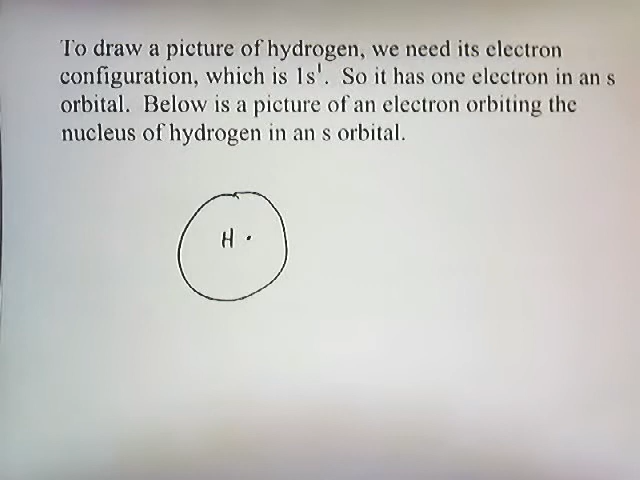 To draw a picture of hydrogen, we need its electron
configuration, which is 1s¹. So it has one electron in an s
orbital. Below is a picture of an electron orbiting the
nucleus of hydrogen in an s orbital.
H ·